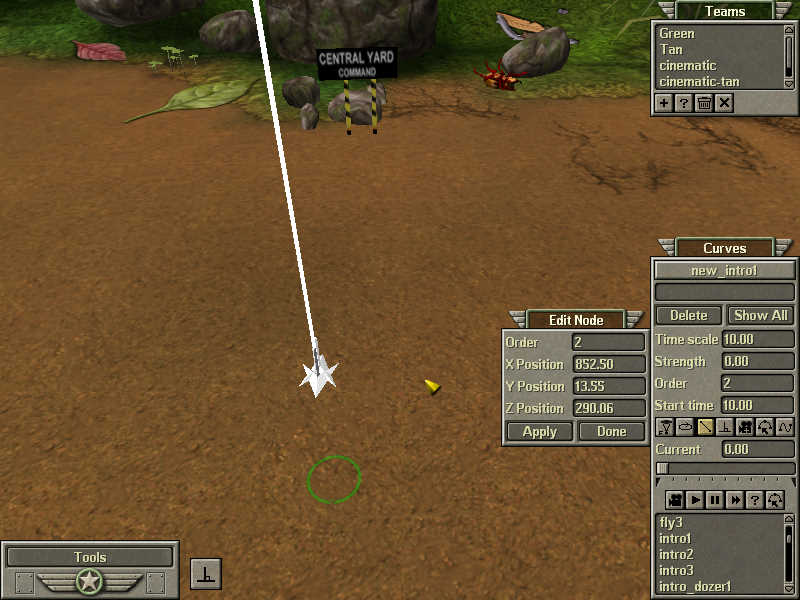 Teams
Green
Tan
cinematic
cinematic-tan
+ ? X
CENTRAL YARD
COMMAND
Curves
new_intro1
Delete Show All
Time scale 10.00
Strength 0.00
Order 2
Start time 10.00
Current 0.00
?
fly3
intro1
intro2
intro3
intro_dozer1
Edit Node
Order 2
X Position 852.50
Y Position 13.55
Z Position 290.06
Apply Done
Tools